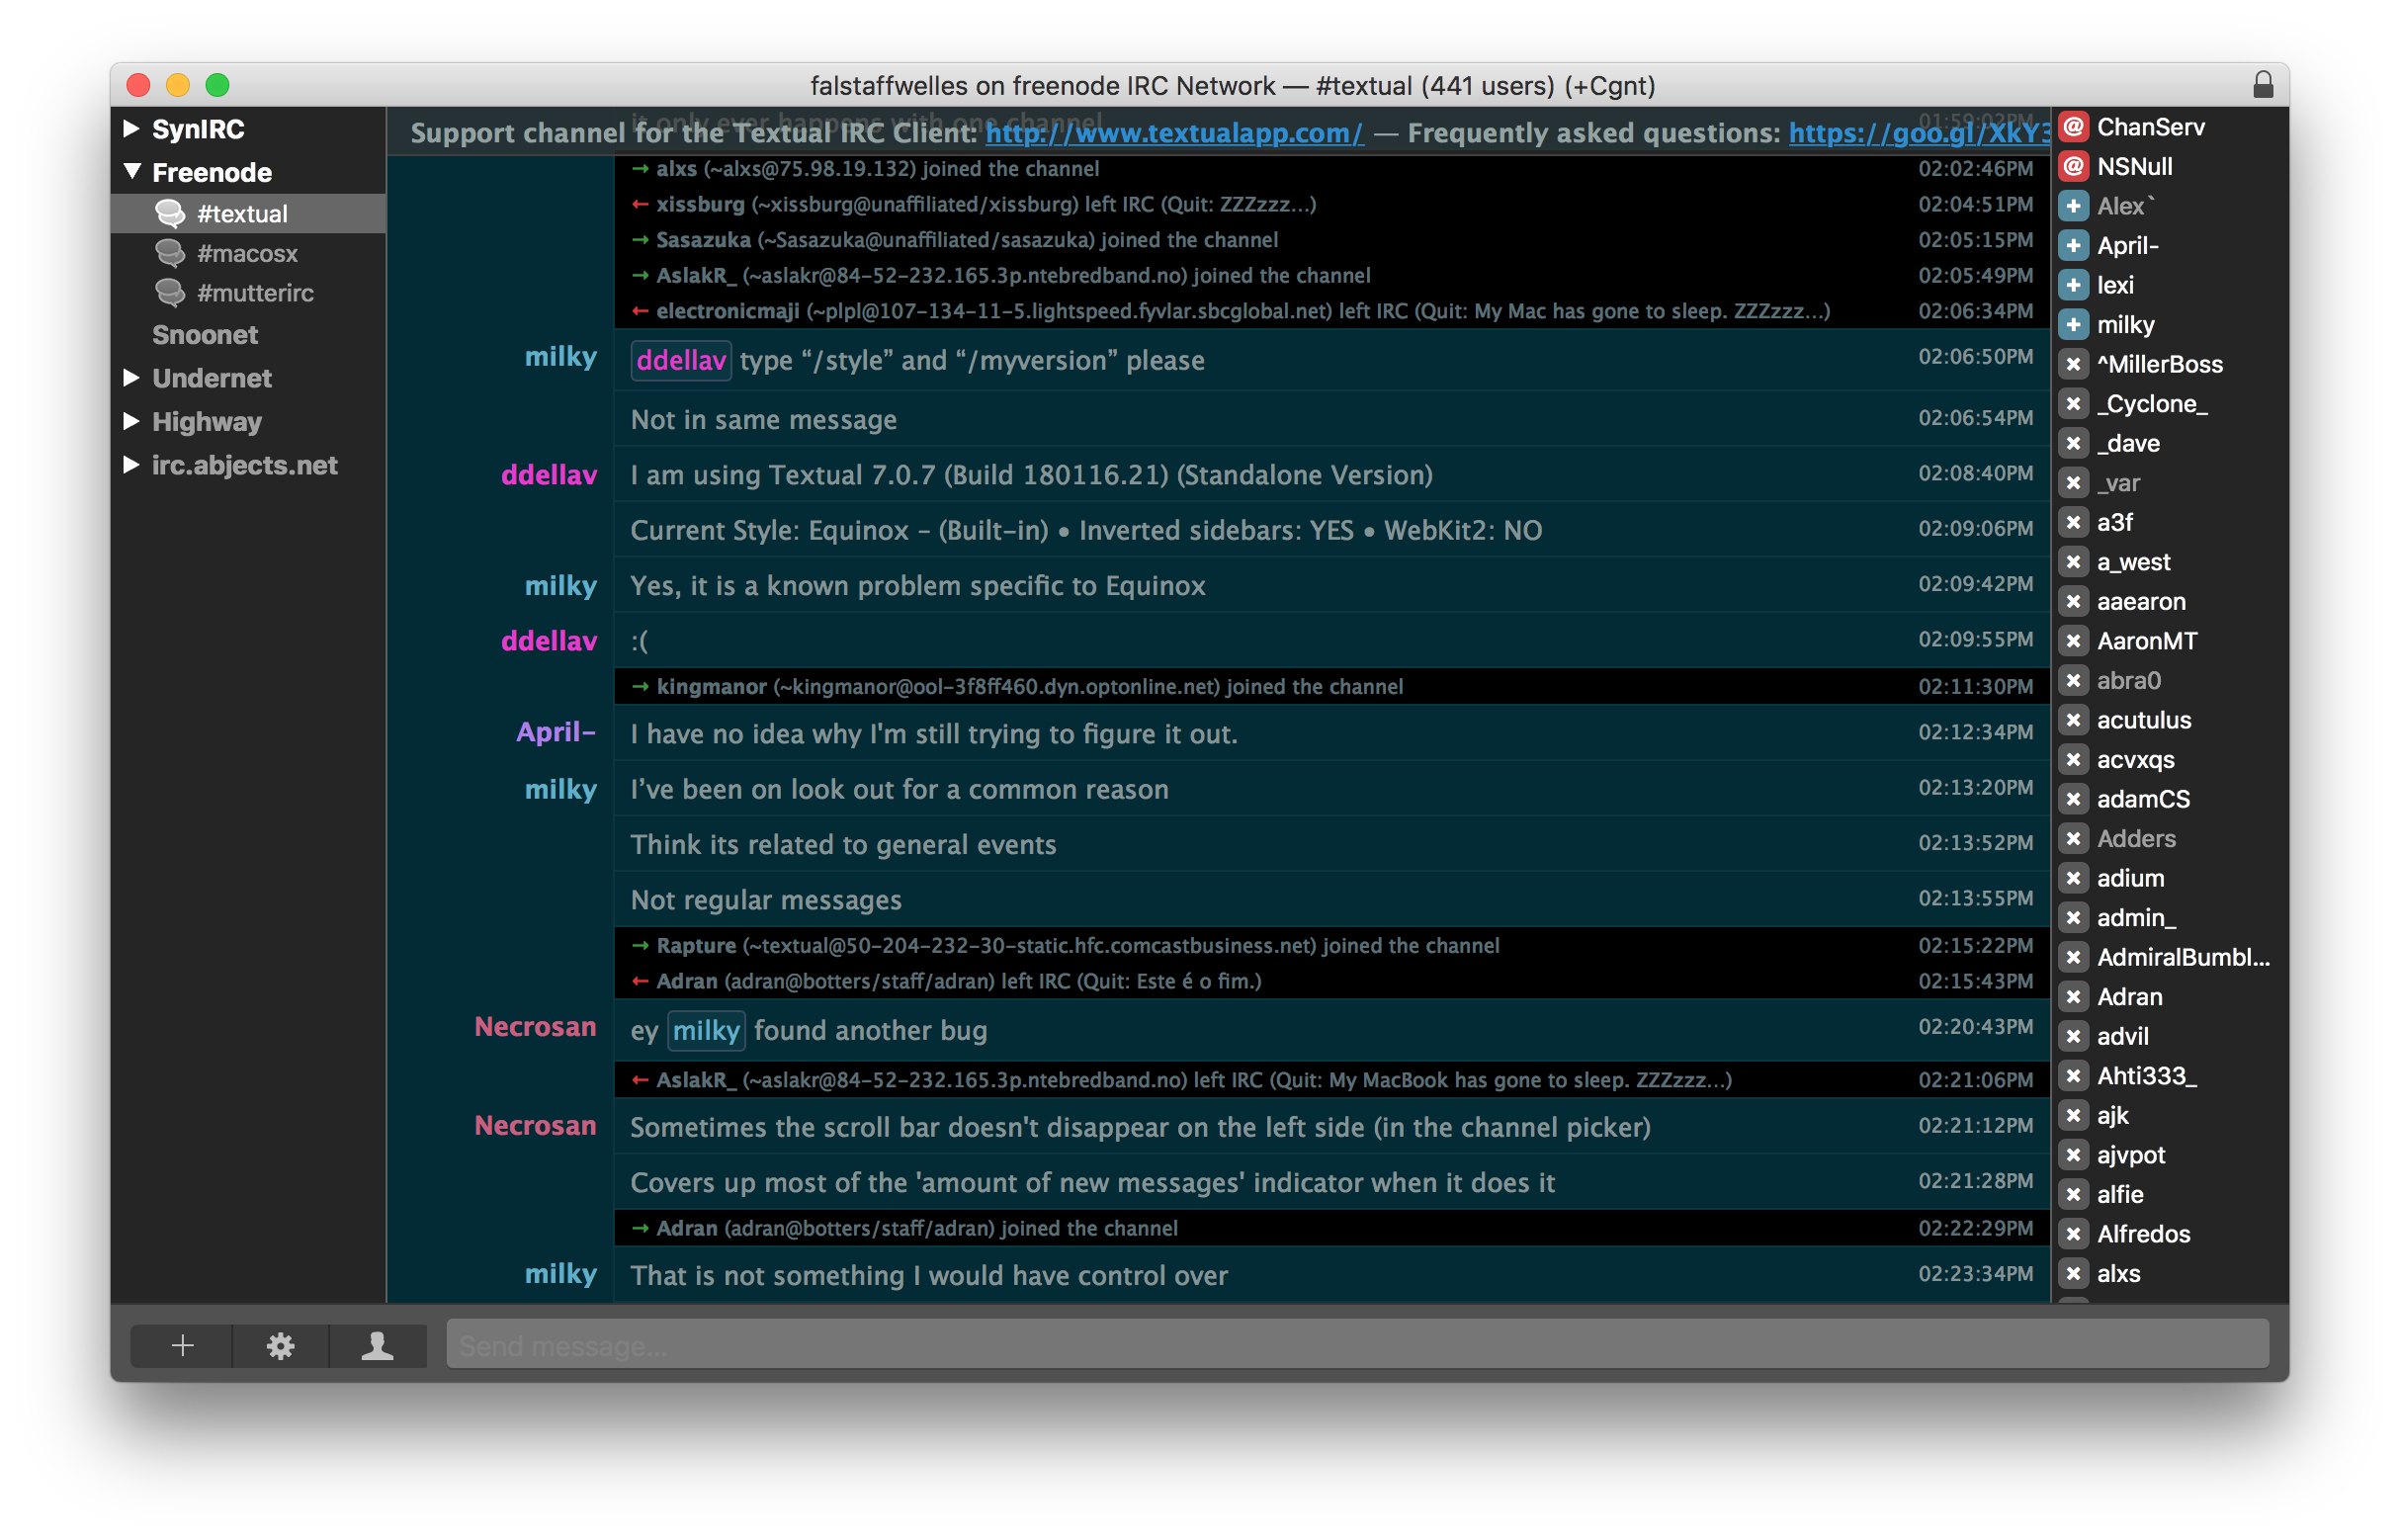 falstaffwelles on freenode IRC Network — #textual (441 users) (+Cgnt)
SynIRC
Freenode
#textual
#macosx
#mutterirc
Snoonet
Undernet
Highway
irc.abjects.net
it only ever happens with one channel 01:59:02PM
Support channel for the Textual IRC Client: http://www.textualapp.com/ — Frequently asked questions: https://goo.gl/XkY3
→ alxs (~alxs@75.98.19.132) joined the channel 02:02:46PM
← xissburg (~xissburg@unaffiliated/xissburg) left IRC (Quit: ZZZzzz…) 02:04:51PM
→ Sasazuka (~Sasazuka@unaffiliated/sasazuka) joined the channel 02:05:15PM
→ AslakR_ (~aslakr@84-52-232.165.3p.ntebredband.no) joined the channel 02:05:49PM
← electronicmaji (~plpl@107-134-11-5.lightspeed.fyvlar.sbcglobal.net) left IRC (Quit: My Mac has gone to sleep. ZZZzzz…) 02:06:34PM
milky ddellav type “/style” and “/myversion” please 02:06:50PM
Not in same message 02:06:54PM
ddellav I am using Textual 7.0.7 (Build 180116.21) (Standalone Version) 02:08:40PM
Current Style: Equinox – (Built-in) • Inverted sidebars: YES • WebKit2: NO 02:09:06PM
milky Yes, it is a known problem specific to Equinox 02:09:42PM
ddellav :( 02:09:55PM
→ kingmanor (~kingmanor@ool-3f8ff460.dyn.optonline.net) joined the channel 02:11:30PM
April- I have no idea why I'm still trying to figure it out. 02:12:34PM
milky I’ve been on look out for a common reason 02:13:20PM
Think its related to general events 02:13:52PM
Not regular messages 02:13:55PM
→ Rapture (~textual@50-204-232-30-static.hfc.comcastbusiness.net) joined the channel 02:15:22PM
← Adran (adran@botters/staff/adran) left IRC (Quit: Este é o fim.) 02:15:43PM
Necrosan ey milky found another bug 02:20:43PM
← AslakR_ (~aslakr@84-52-232.165.3p.ntebredband.no) left IRC (Quit: My MacBook has gone to sleep. ZZZzzz…) 02:21:06PM
Necrosan Sometimes the scroll bar doesn't disappear on the left side (in the channel picker) 02:21:12PM
Covers up most of the 'amount of new messages' indicator when it does it 02:21:28PM
→ Adran (adran@botters/staff/adran) joined the channel 02:22:29PM
milky That is not something I would have control over 02:23:34PM
@ ChanServ
@ NSNull
+ Alex`
+ April-
+ lexi
+ milky
× ^MillerBoss
× _Cyclone_
× _dave
× _var
× a3f
× a_west
× aaearon
× AaronMT
× abra0
× acutulus
× acvxqs
× adamCS
× Adders
× adium
× admin_
× AdmiralBumbl...
× Adran
× advil
× Ahti333_
× ajk
× ajvpot
× alfie
× Alfredos
× alxs
Send message...